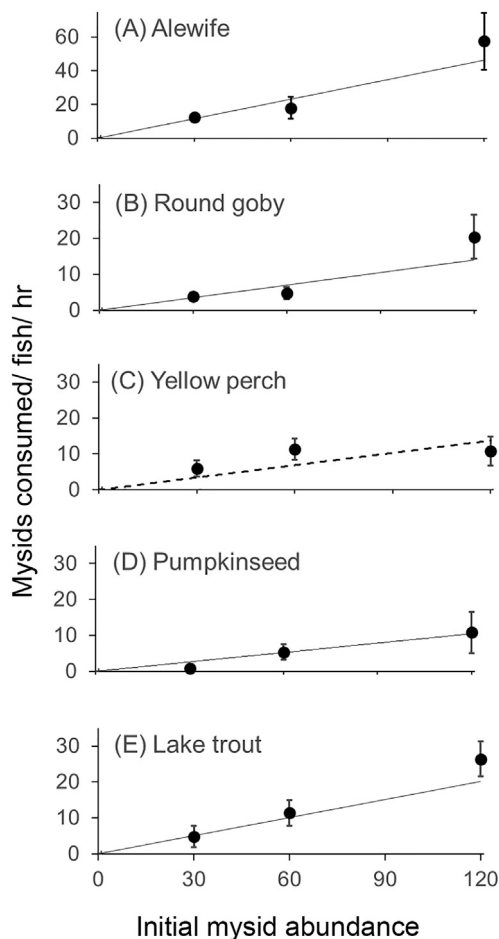 (A) Alewife
60
40
20
0
(B) Round goby
30
20
10
0
(C) Yellow perch
30
20
10
0
(D) Pumpkinseed
30
20
10
0
(E) Lake trout
30
20
10
0
0 30 60 90 120
Mysids consumed/ fish/ hr
Initial mysid abundance